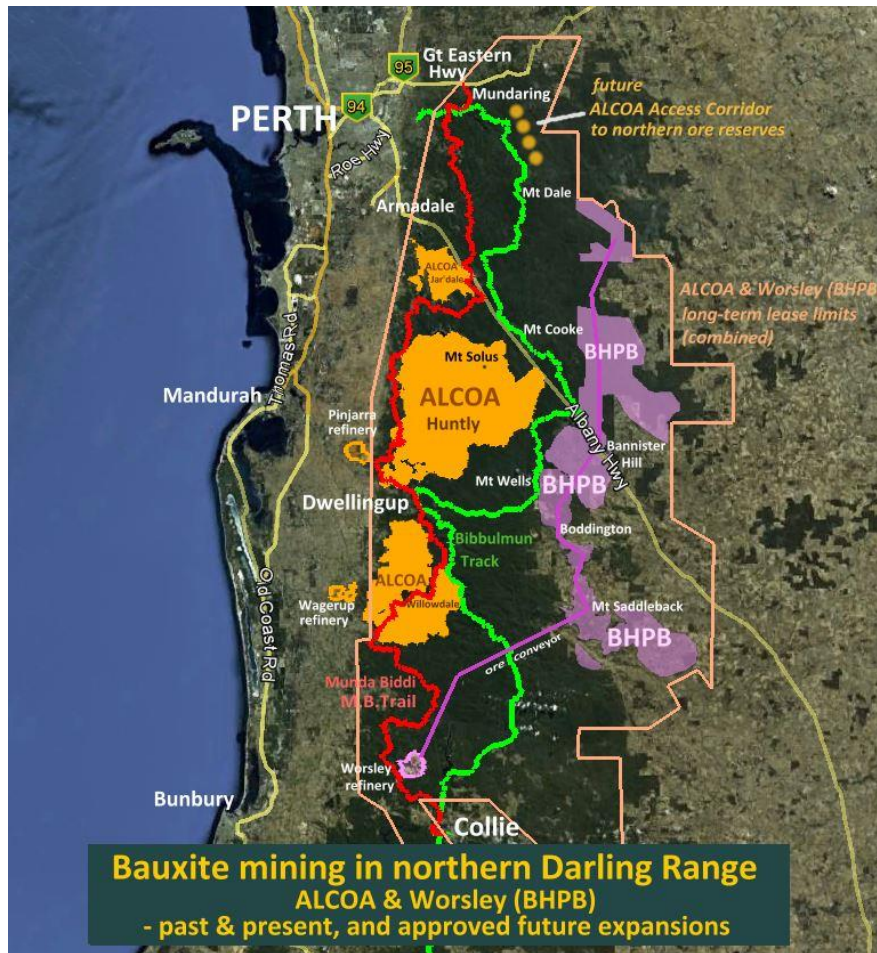 Gt Eastern
Hwy
95
94
PERTH
Mundaring
future
ALCOA Access Corridor
to northern ore reserves
Roe Hwy
Mt Dale
Armadale
ALCOA
Jar'dale
ALCOA & Worsley (BHPB)
long-term lease limits
(combined)
Mt Cooke
Mt Solus
BHPB
Thomas Rd
Mandurah
ALCOA
Huntly
Pinjarra
refinery
Albany Hwy
Bannister
Hill
Mt Wells
BHPB
Dwellingup
Boddington
Bibbulmun
Track
ALCOA
Willowdale
Wagerup
refinery
Old Coast Rd
Mt Saddleback
BHPB
ore conveyor
Munda Biddi
M.B.Trail
Worsley
refinery
Bunbury
Collie
Bauxite mining in northern Darling Range
ALCOA & Worsley (BHPB)
- past & present, and approved future expansions